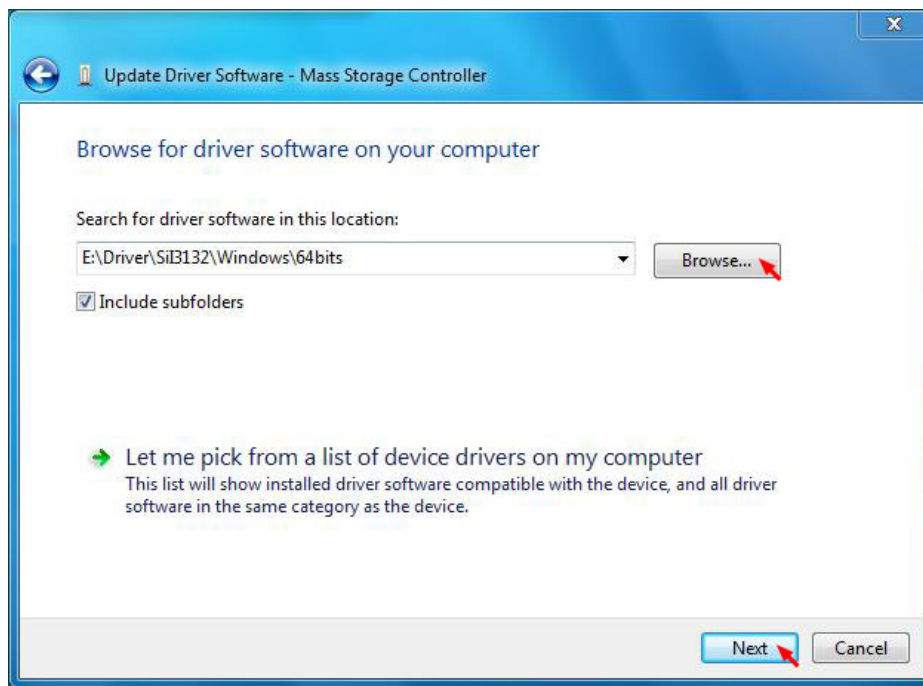 Update Driver Software - Mass Storage Controller
Browse for driver software on your computer
Search for driver software in this location:
E:\Driver\SiI3132\Windows\64bits
Browse...
Include subfolders
Let me pick from a list of device drivers on my computer
This list will show installed driver software compatible with the device, and all driver
software in the same category as the device.
Next
Cancel